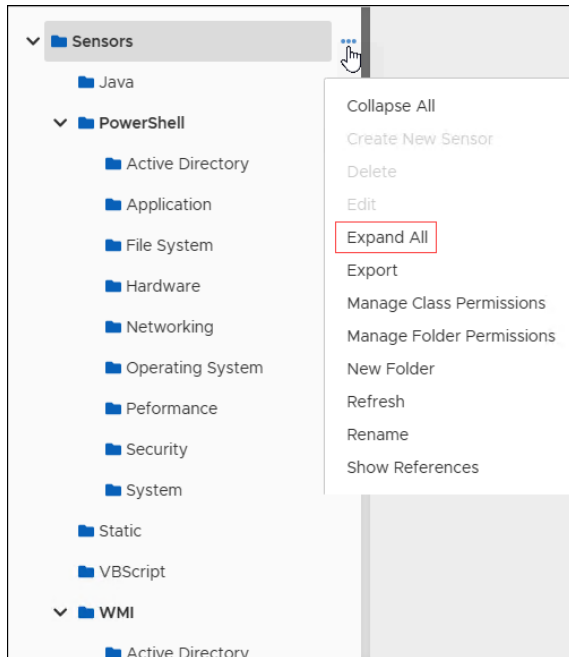 Sensors
Java
PowerShell
Active Directory
Application
File System
Hardware
Networking
Operating System
Peformance
Security
System
Static
VBScript
WMI
Active Directory
Collapse All
Create New Sensor
Delete
Edit
Expand All
Export
Manage Class Permissions
Manage Folder Permissions
New Folder
Refresh
Rename
Show References